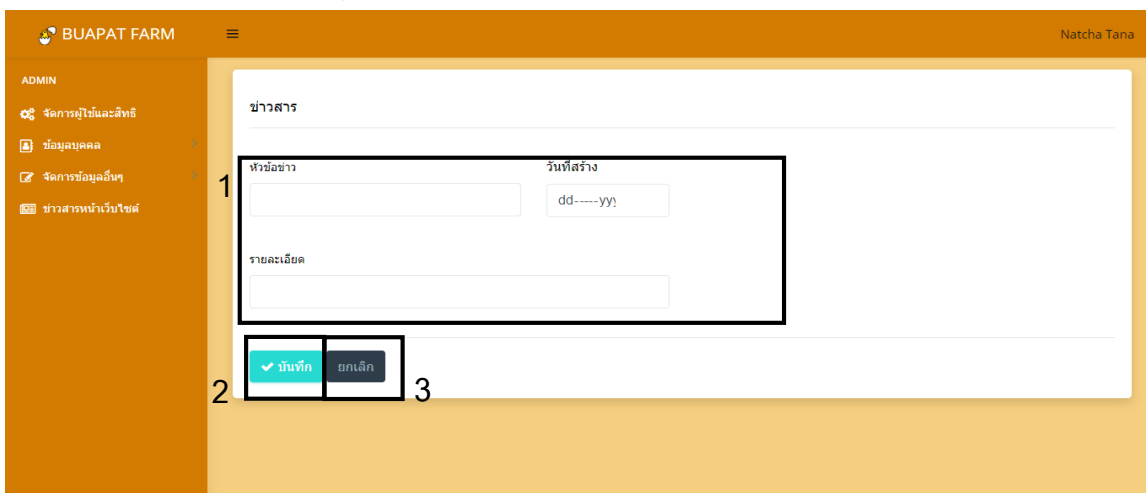 BUAPAT FARM
Natcha Tana
ADMIN
จัดการผู้ใช้และสิทธิ
ข้อมูลบุคคล
จัดการข้อมูลอื่นๆ
ข่าวสารหน้าเว็บไซต์
ข่าวสาร
1
หัวข้อข่าว วันที่สร้าง
dd-----yyy
รายละเอียด
2
บันทึก ยกเลิก
3